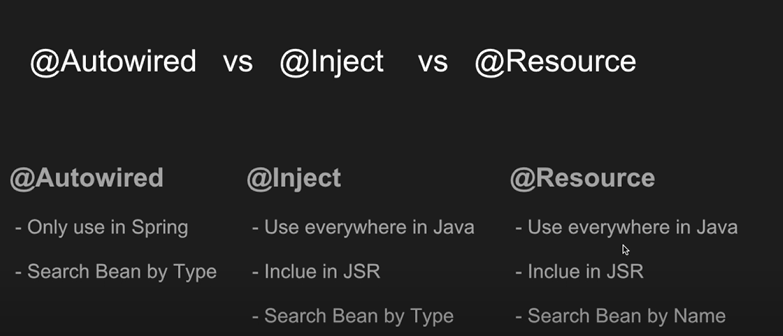 @Autowired vs @Inject vs @Resource
@Autowired
- Only use in Spring
- Search Bean by Type
@Inject
- Use everywhere in Java
- Inclue in JSR
- Search Bean by Type
@Resource
- Use everywhere in Java
- Inclue in JSR
- Search Bean by Name